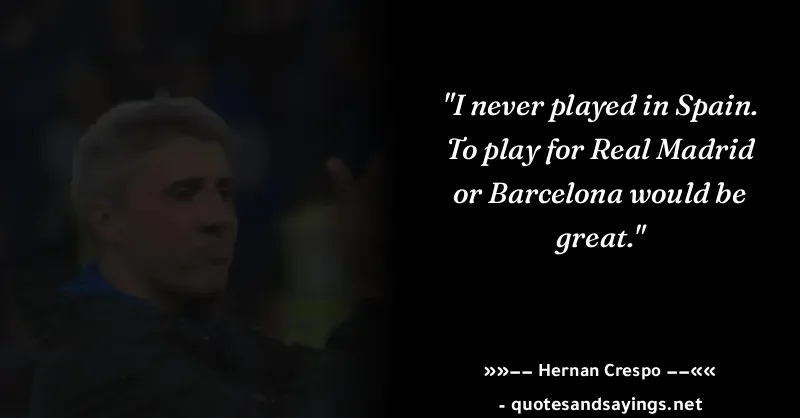 "I never played in Spain.
To play for Real Madrid
or Barcelona would be
great."
»»−− Hernan Crespo −−««
- quotesandsayings.net